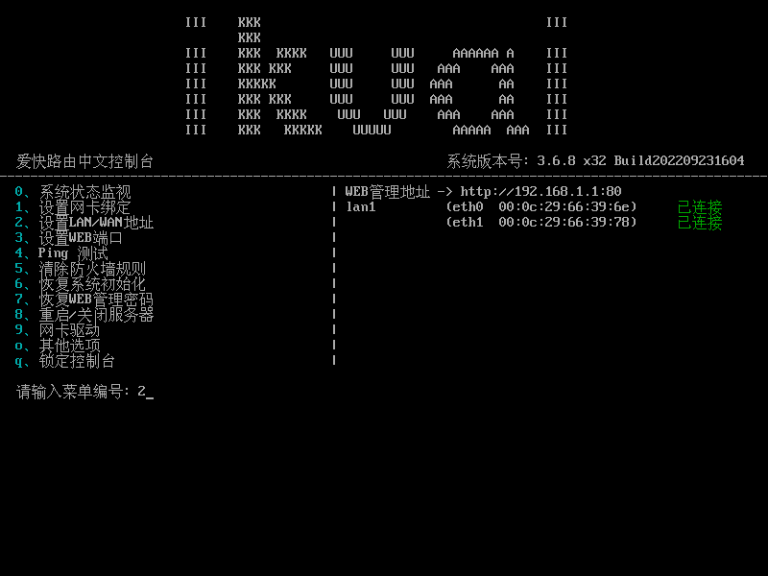 III    KKK                                     III
       KKK
III    KKK  KKKK   UUU     UUU     AAAAAA A    III
III    KKK KKK     UUU     UUU   AAA    AAA    III
III    KKKKK       UUU     UUU  AAA      AA    III
III    KKK KKK     UUU     UUU  AAA      AA    III
III    KKK  KKKK    UUU   UUU    AAA    AAA    III
III    KKK   KKKKK    UUUUU        AAAAA  AAA  III
爱快路由中文控制台 系统版本号: 3.6.8 x32 Build202209231604
0、系统状态监视 | WEB管理地址 -> http://192.168.1.1:80
1、设置网卡绑定 | lan1 (eth0 00:0c:29:66:39:6e) 已连接
2、设置LAN/WAN地址 | (eth1 00:0c:29:66:39:78) 已连接
3、设置WEB端口 |
4、Ping 测试 |
5、清除防火墙规则 |
6、恢复系统初始化 |
7、恢复WEB管理密码 |
8、重启/关闭服务器 |
9、网卡驱动 |
o、其他选项 |
q、锁定控制台 |
请输入菜单编号: 2_